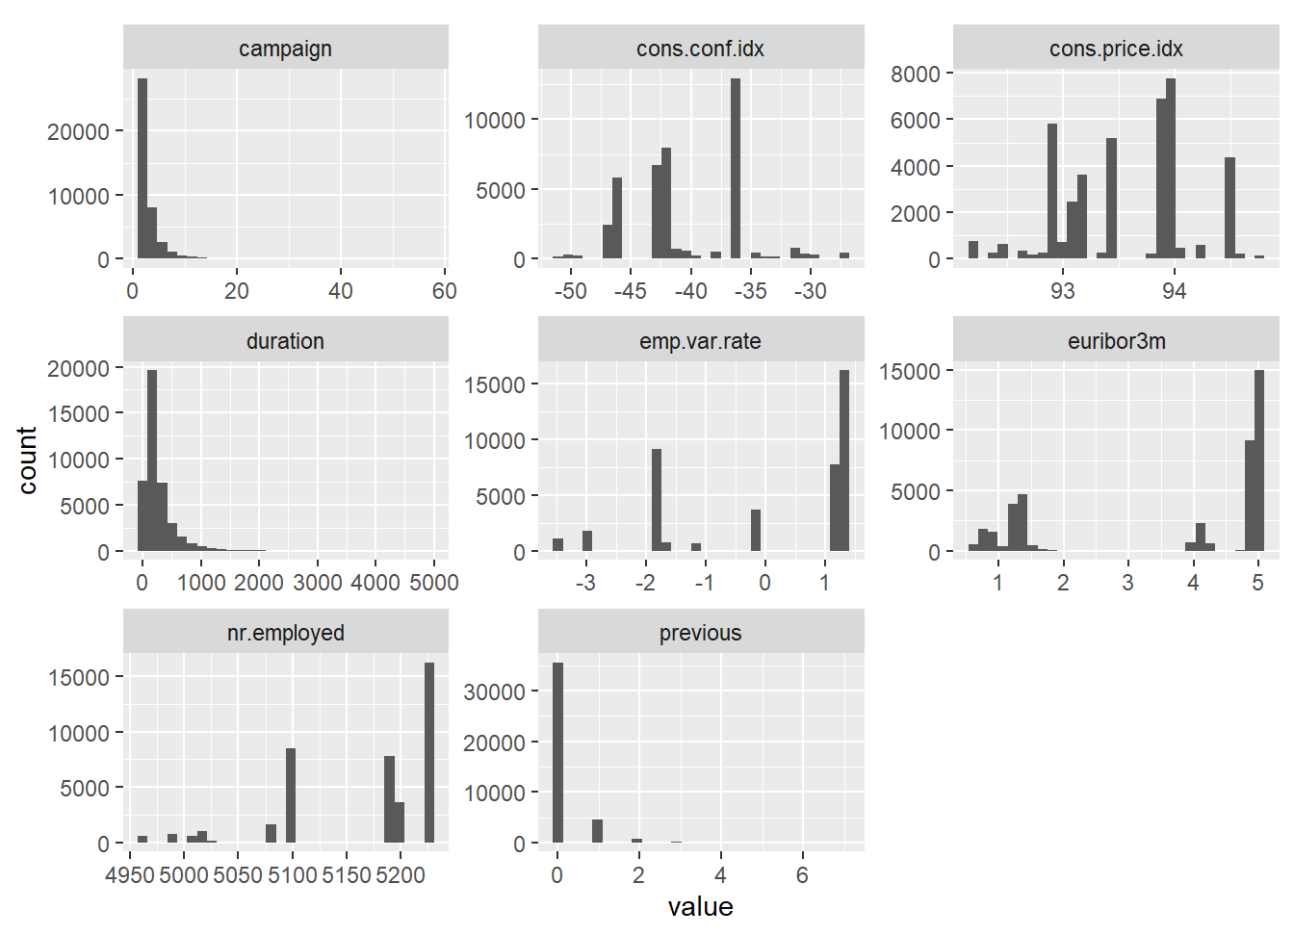 campaign
cons.conf.idx
cons.price.idx
20000
10000
0
0 20 40 60
10000
5000
0
-50 -45 -40 -35 -30
8000
6000
4000
2000
0
93 94
duration
emp.var.rate
euribor3m
20000
15000
10000
5000
0
0 1000 2000 3000 4000 5000
15000
10000
5000
0
-3 -2 -1 0 1
15000
10000
5000
0
1 2 3 4 5
count
nr.employed
previous
15000
10000
5000
0
4950 5000 5050 5100 5150 5200
30000
20000
10000
0
0 2 4 6
value